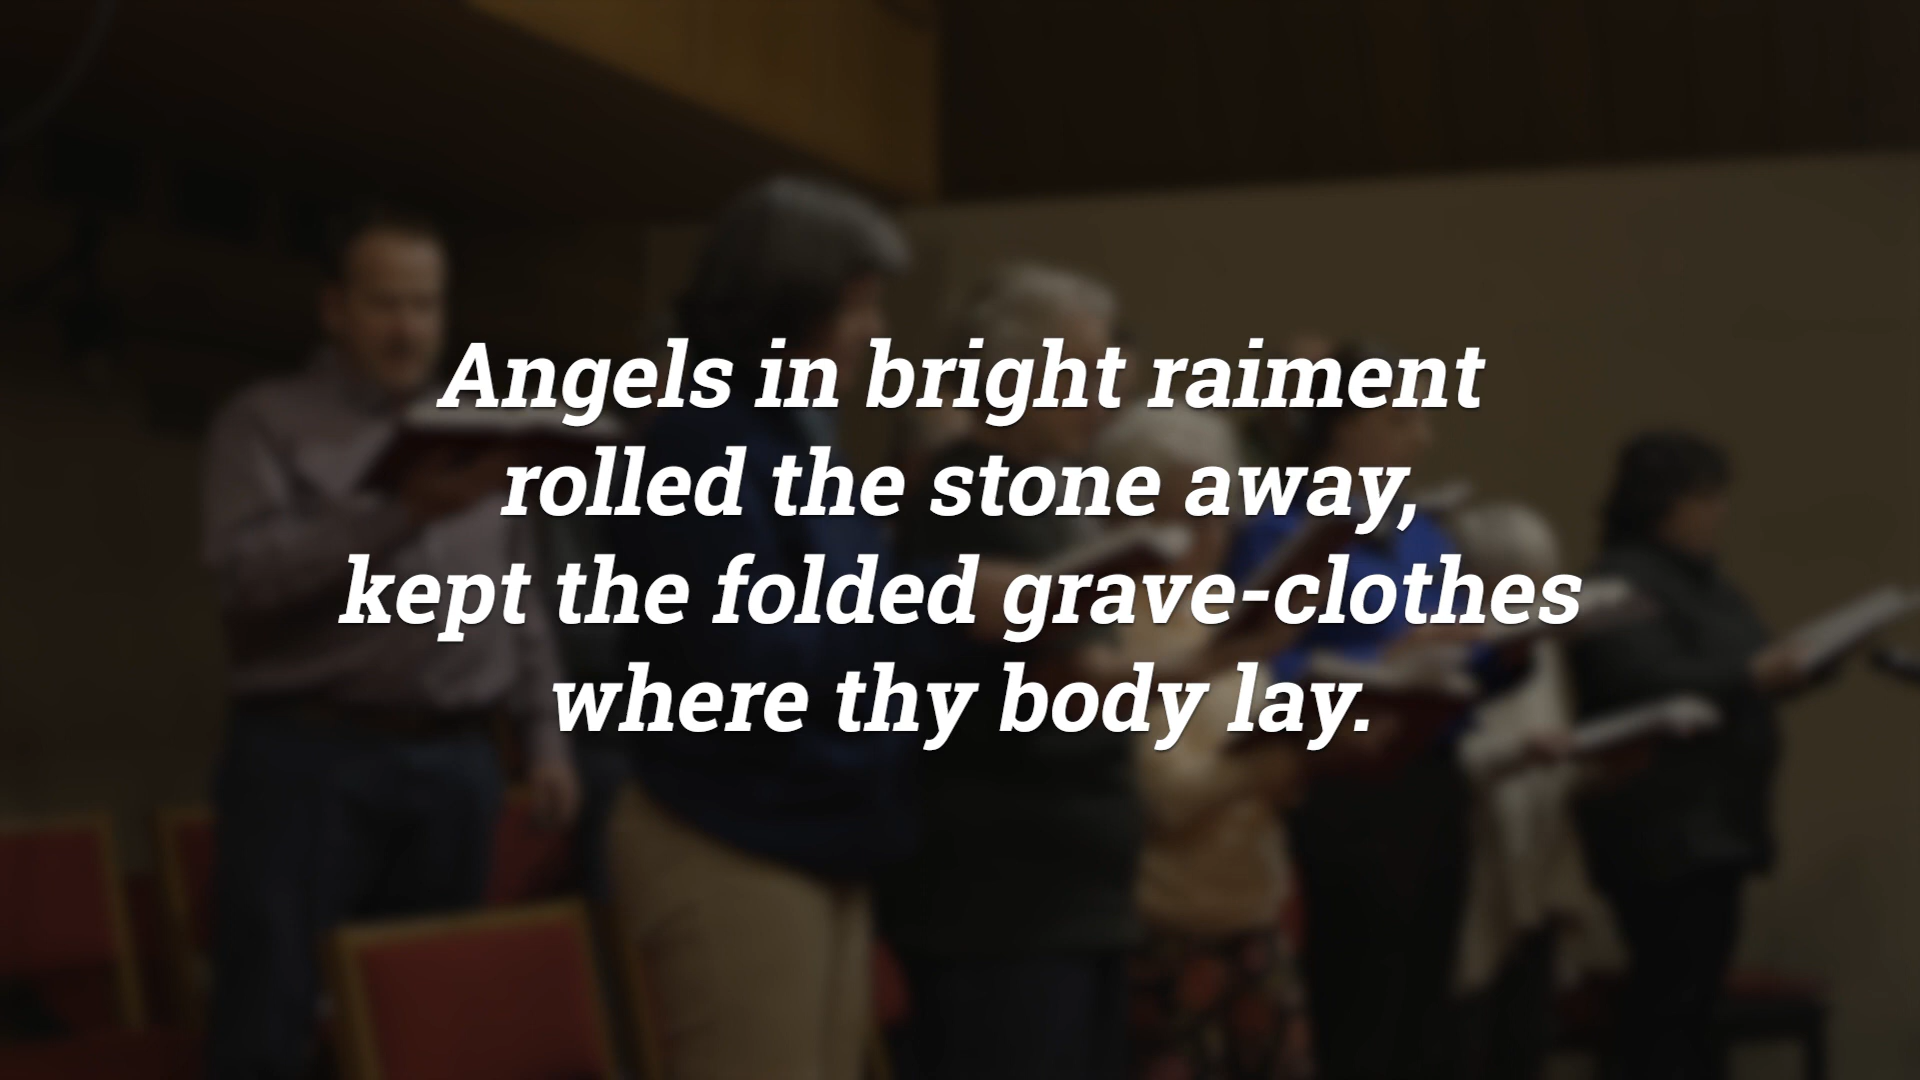 Angels in bright raiment
rolled the stone away,
kept the folded grave-clothes
where thy body lay.